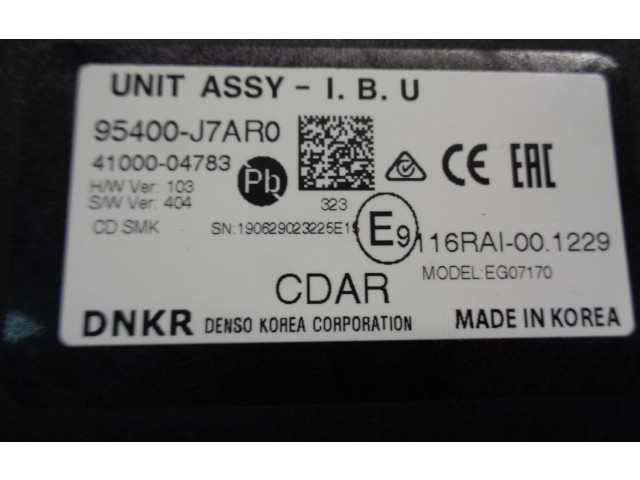 UNIT ASSY - I. B. U
95400-J7AR0
41000-04783
H/W Ver: 103
S/W Ver: 404
CD SMK
Pb
323
SN:190629023225E15
CE EAC
E9 116RAI-00.1229
MODEL:EG07170
CDAR
DNKR DENSO KOREA CORPORATION MADE IN KOREA